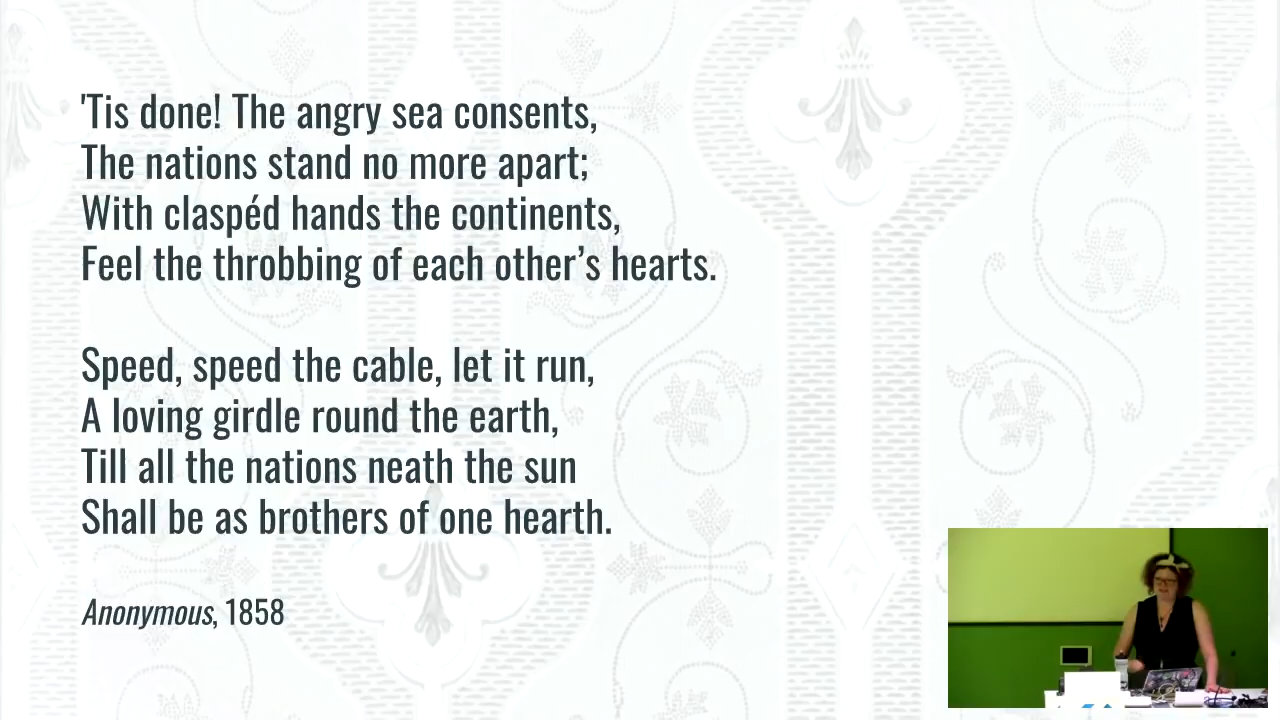 'Tis done! The angry sea consents,
The nations stand no more apart;
With claspéd hands the continents,
Feel the throbbing of each other’s hearts.
Speed, speed the cable, let it run,
A loving girdle round the earth,
Till all the nations neath the sun
Shall be as brothers of one hearth.
Anonymous, 1858